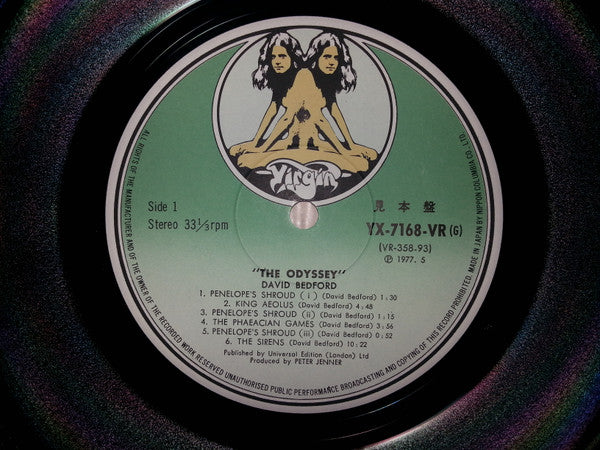 Virgin
Side 1
Stereo 33 1/3 rpm
見本盤
YX-7168-VR (G)
(VR-358-93)
Ⓟ 1977. 5
"THE ODYSSEY"
DAVID BEDFORD
1. PENELOPE'S SHROUD ( i ) (David Bedford) 1 : 30
2. KING AEOLUS (David Bedford) 4 : 48
3. PENELOPE'S SHROUD (ii) (David Bedford) 1 : 15
4. THE PHAEACIAN GAMES (David Bedford) 3 : 56
5. PENELOPE'S SHROUD (iii) (David Bedford) 0 : 52
6. THE SIRENS (David Bedford) 10 : 22
Published by Universal Edition (London) Ltd
Produced by PETER JENNER
ALL RIGHTS OF THE MANUFACTURER AND OF THE OWNER OF THE RECORDED WORK RESERVED UNAUTHORISED PUBLIC PERFORMANCE BROADCASTING AND COPYING OF THIS RECORD PROHIBITED. MADE IN JAPAN BY NIPPON COLUMBIA CO. LTD.